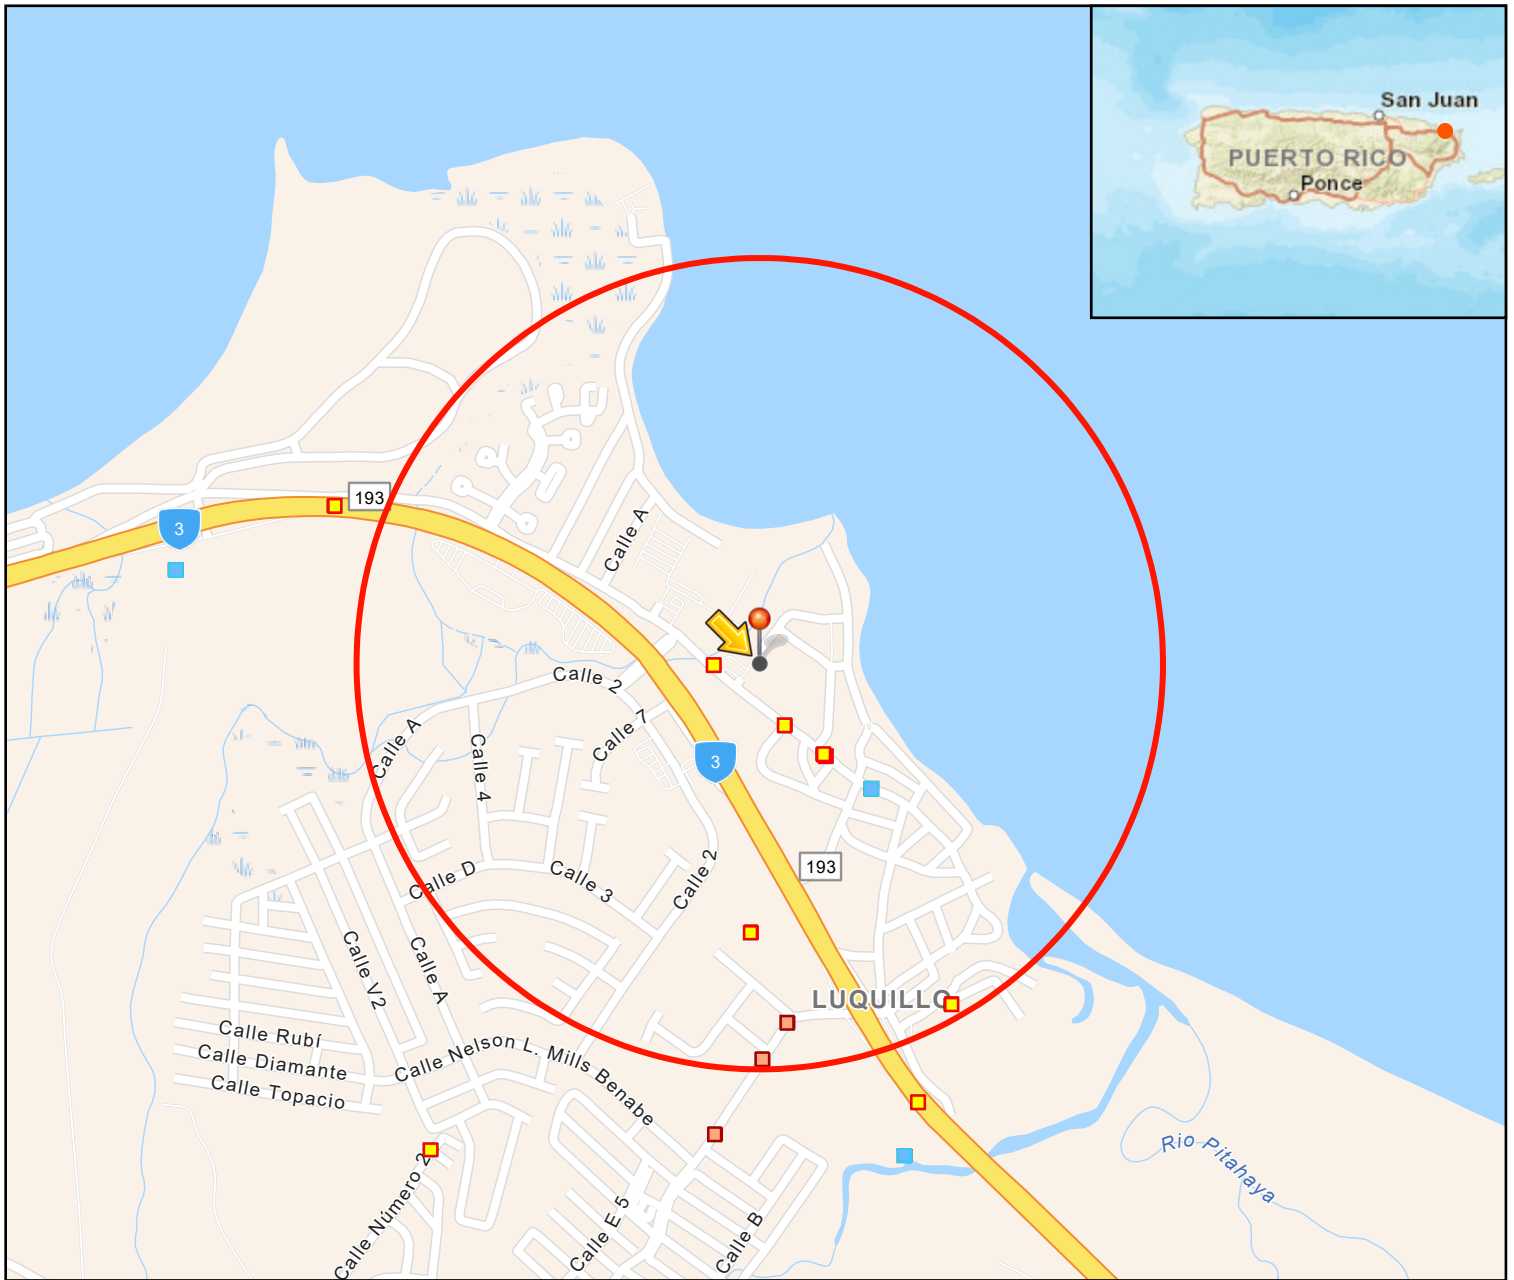 San Juan
PUERTO RICO
Ponce
193
3
Calle A
Calle 2
Calle 7
Calle A
Calle 4
3
193
Calle D
Calle 3
Calle 2
Calle V2
Calle A
LUQUILLO
Calle Rubí
Calle Diamante
Calle Topacio
Calle Nelson L. Mills Benabe
Calle Número 2
Calle E 5
Calle B
Rio Pitahaya